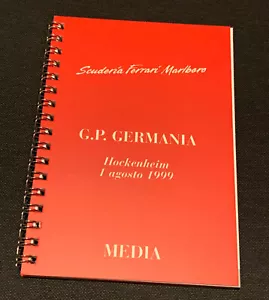 Scuderia Ferrari Marlboro
G.P. GERMANIA
Hockenheim
1 agosto 1999
MEDIA